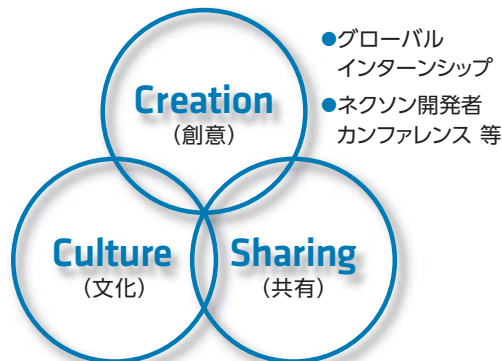 Creation
（創意）
●グローバル
インターンシップ
●ネクソン開発者
カンファレンス 等
Culture
（文化）
Sharing
（共有）